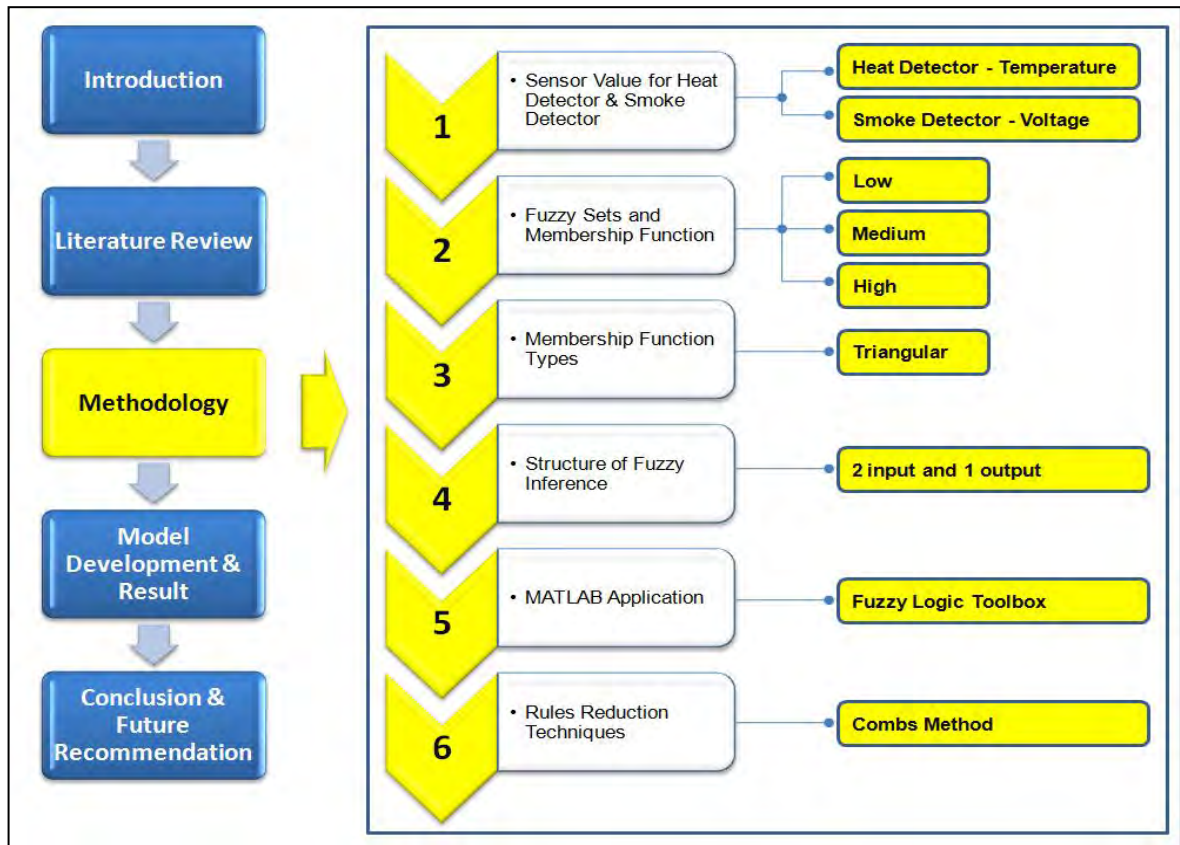 Introduction
Literature Review
Methodology
Model
Development &
Result
Conclusion &
Future
Recommendation
1
• Sensor Value for Heat
Detector & Smoke
Detector
Heat Detector - Temperature
Smoke Detector - Voltage
2
• Fuzzy Sets and
Membership Function
Low
Medium
High
3
• Membership Function
Types
Triangular
4
• Structure of Fuzzy
Inference
2 input and 1 output
5
• MATLAB Application
Fuzzy Logic Toolbox
6
• Rules Reduction
Techniques
Combs Method